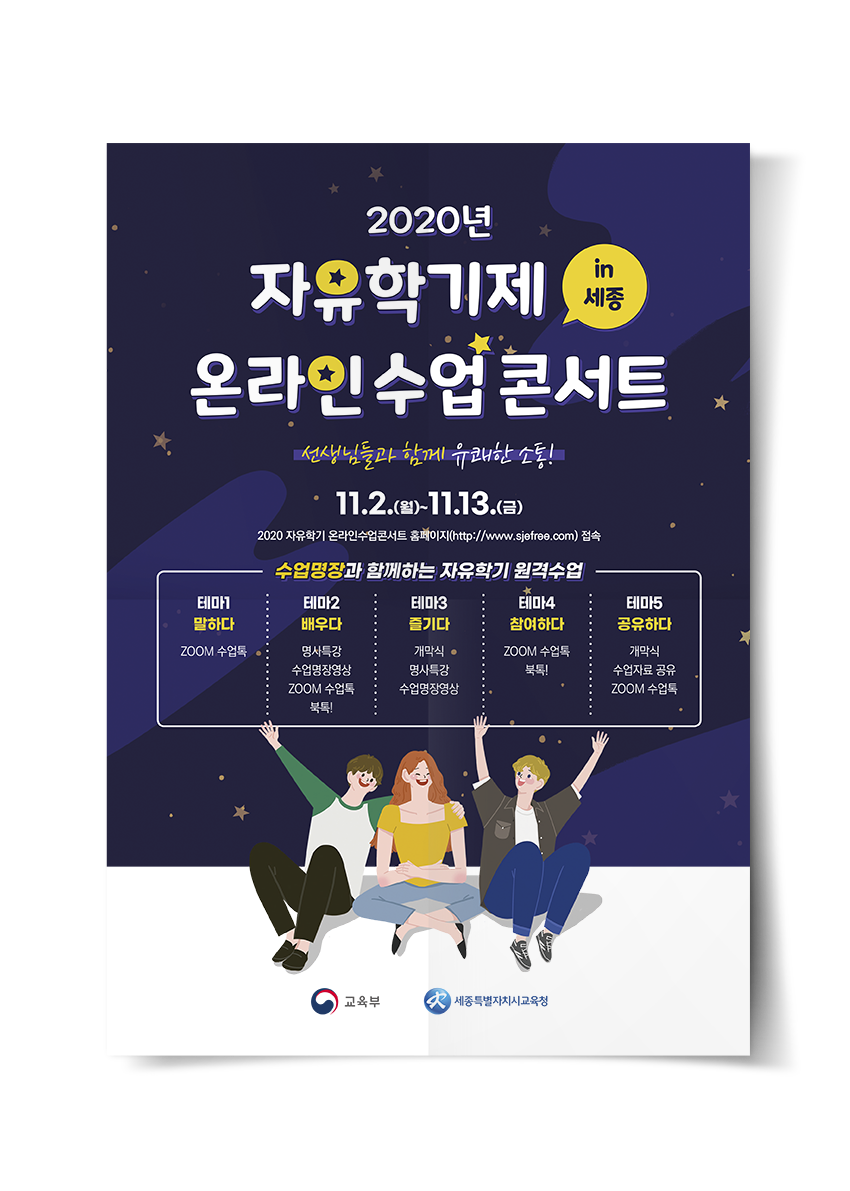 2020년
자유학기제
in
세종
온라인 수업 콘서트
선생님들과 함께 유쾌한 소통!
11.2.(월)~11.13.(금)
2020 자유학기 온라인수업콘서트 홈페이지(http://www.sjefree.com) 접속
수업명장과 함께하는 자유학기 원격수업
테마1
말하다
ZOOM 수업톡
테마2
배우다
명사특강
수업명장영상
ZOOM 수업톡
북톡!
테마3
즐기다
개막식
명사특강
수업명장영상
테마4
참여하다
ZOOM 수업톡
북톡!
테마5
공유하다
개막식
수업자료 공유
ZOOM 수업톡
교육부
세종특별자치시교육청